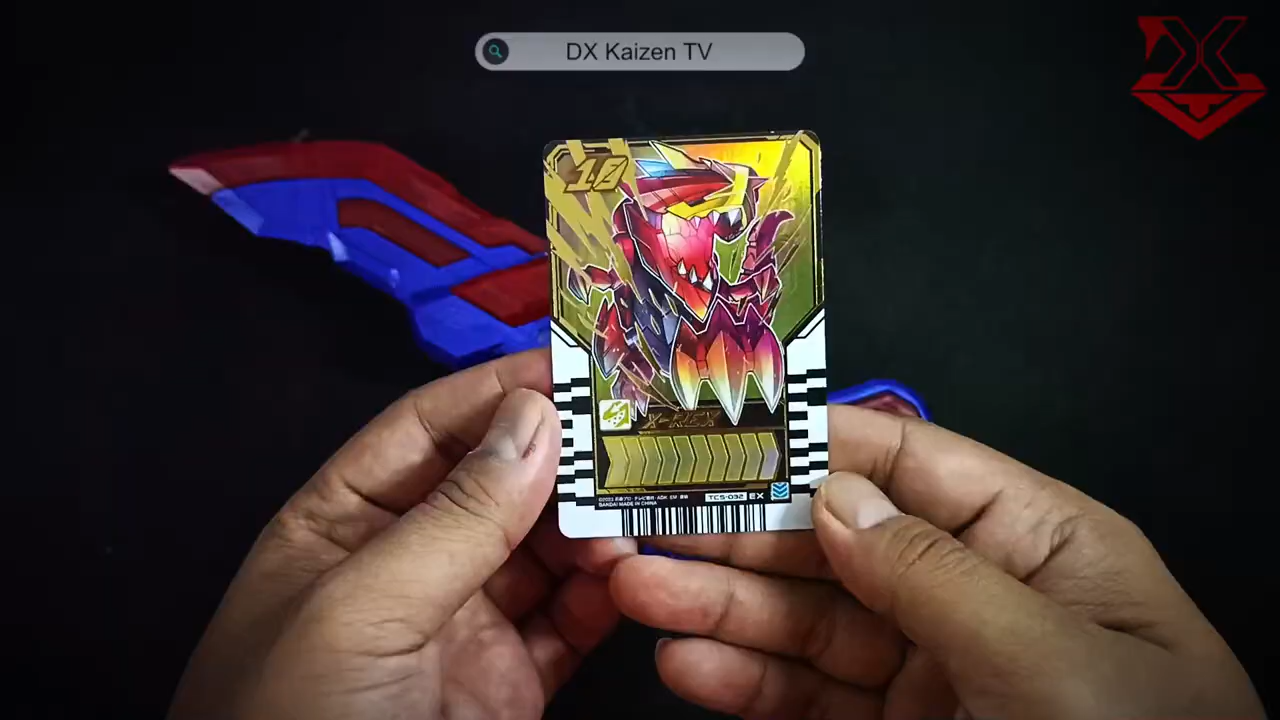 DX Kaizen TV
10
X-REX
BANDAI MADE IN CHINA
TCS-032 EX